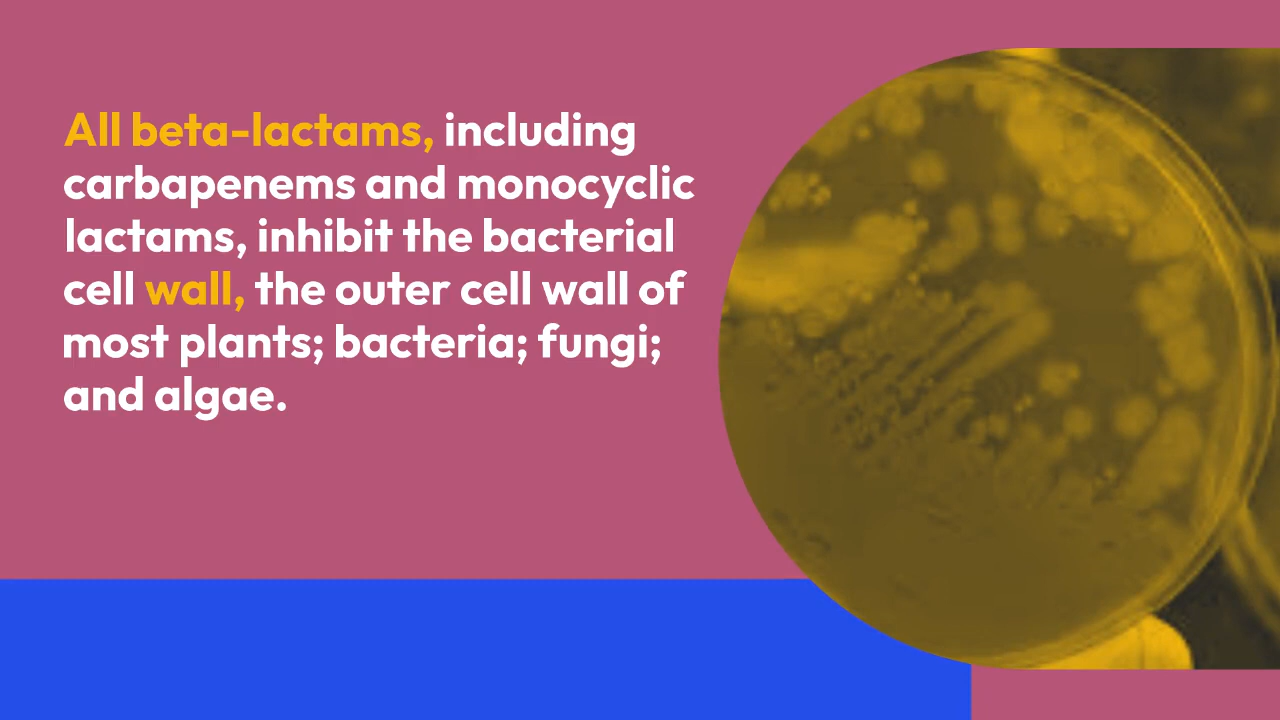 All beta-lactams, including
carbapenems and monocyclic
lactams, inhibit the bacterial
cell wall, the outer cell wall of
most plants; bacteria; fungi;
and algae.